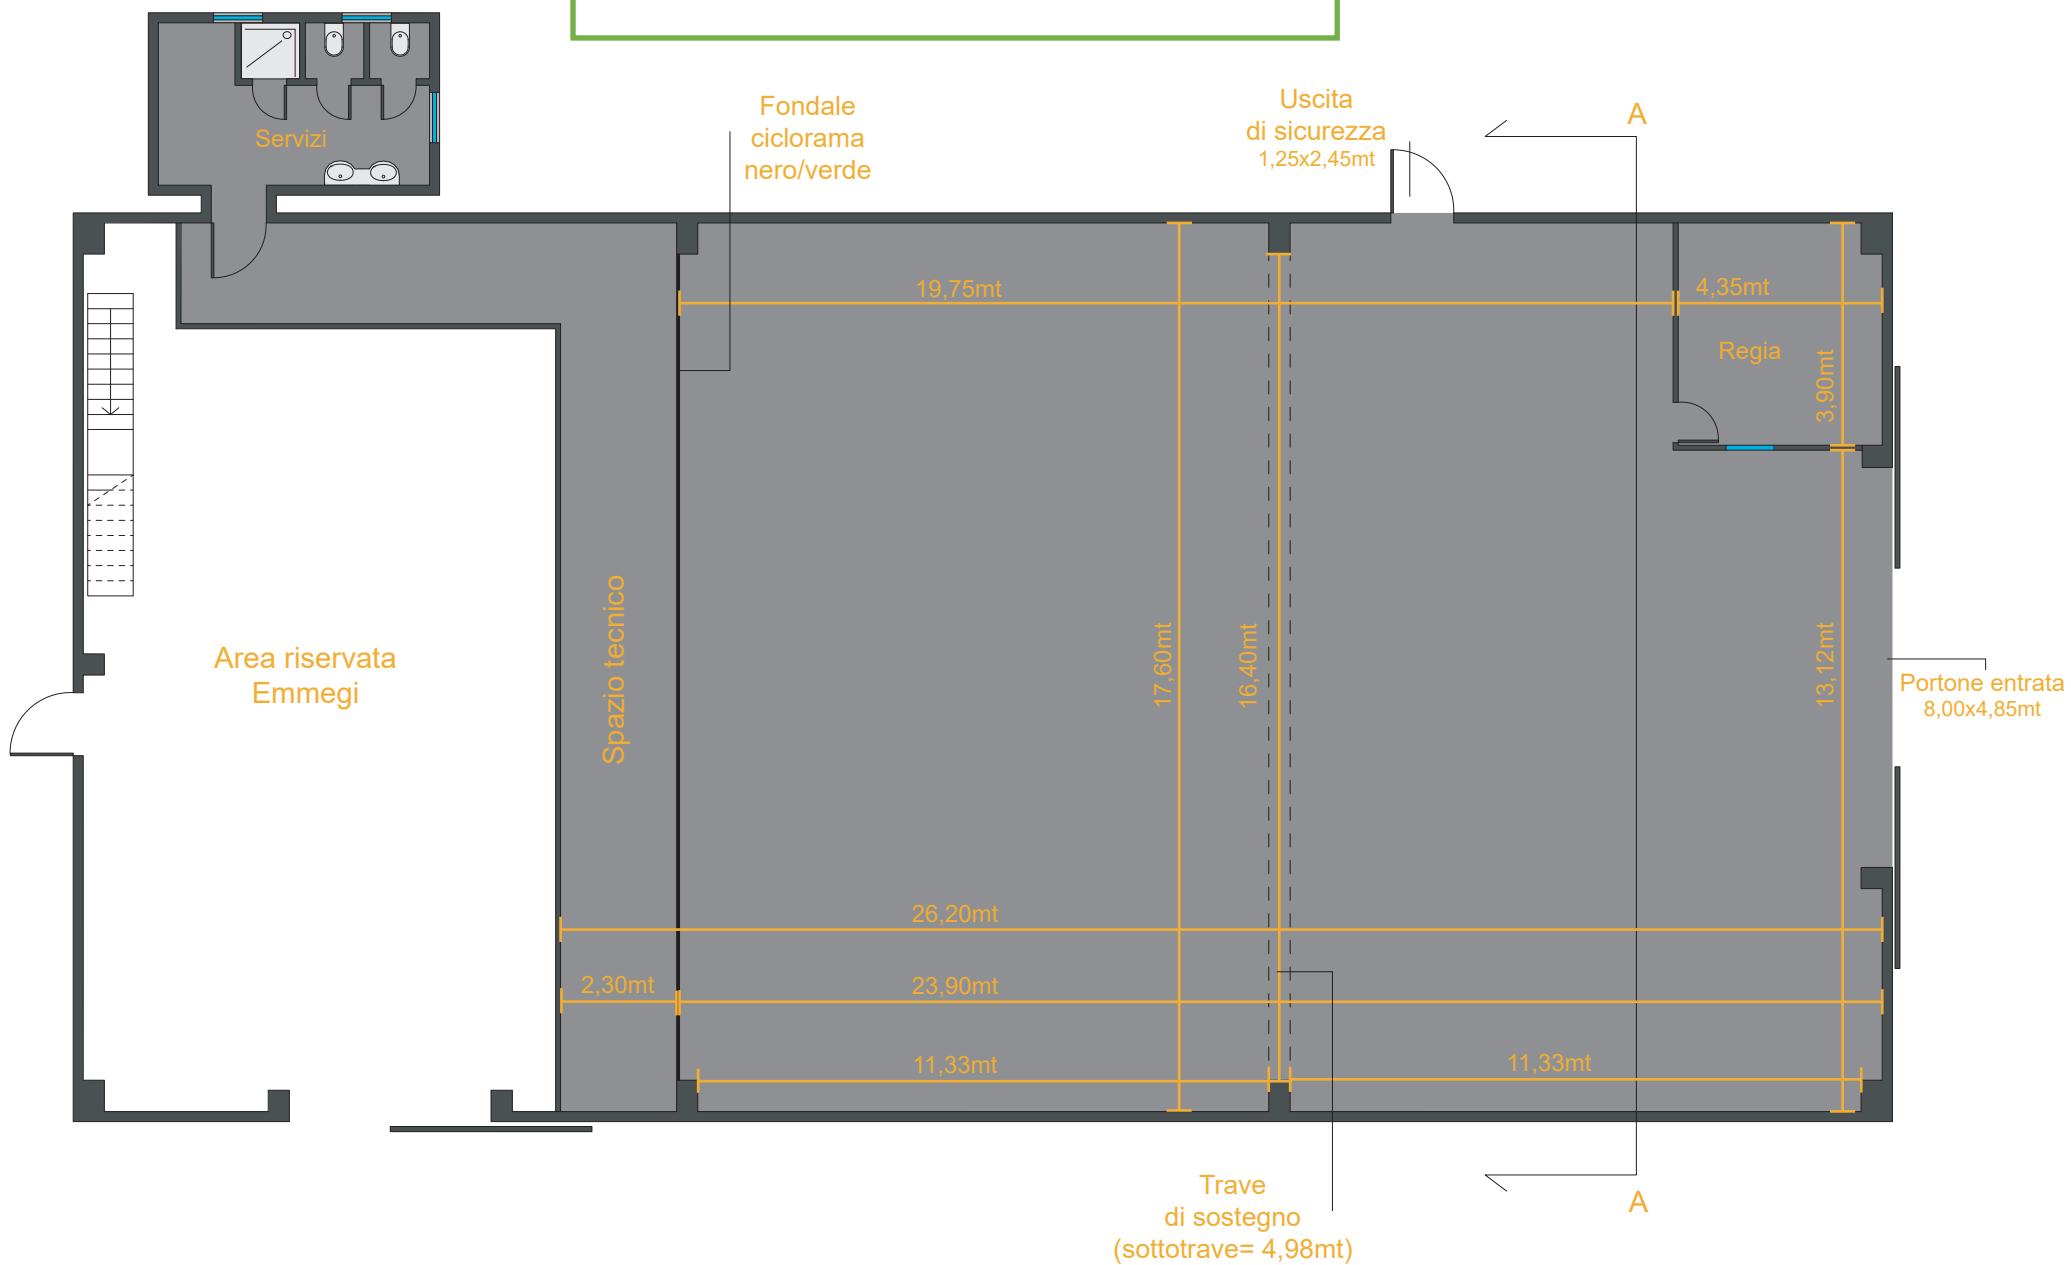 Servizi
Fondale
ciclorama
nero/verde
Uscita
di sicurezza
1,25x2,45mt
A
19,75mt
4,35mt
Regia
3,90mt
Spazio tecnico
17,60mt
16,40mt
13,12mt
Area riservata
Emmegi
Portone entrata
8,00x4,85mt
26,20mt
2,30mt
23,90mt
11,33mt
11,33mt
Trave
di sostegno
(sottotrave= 4,98mt)
A